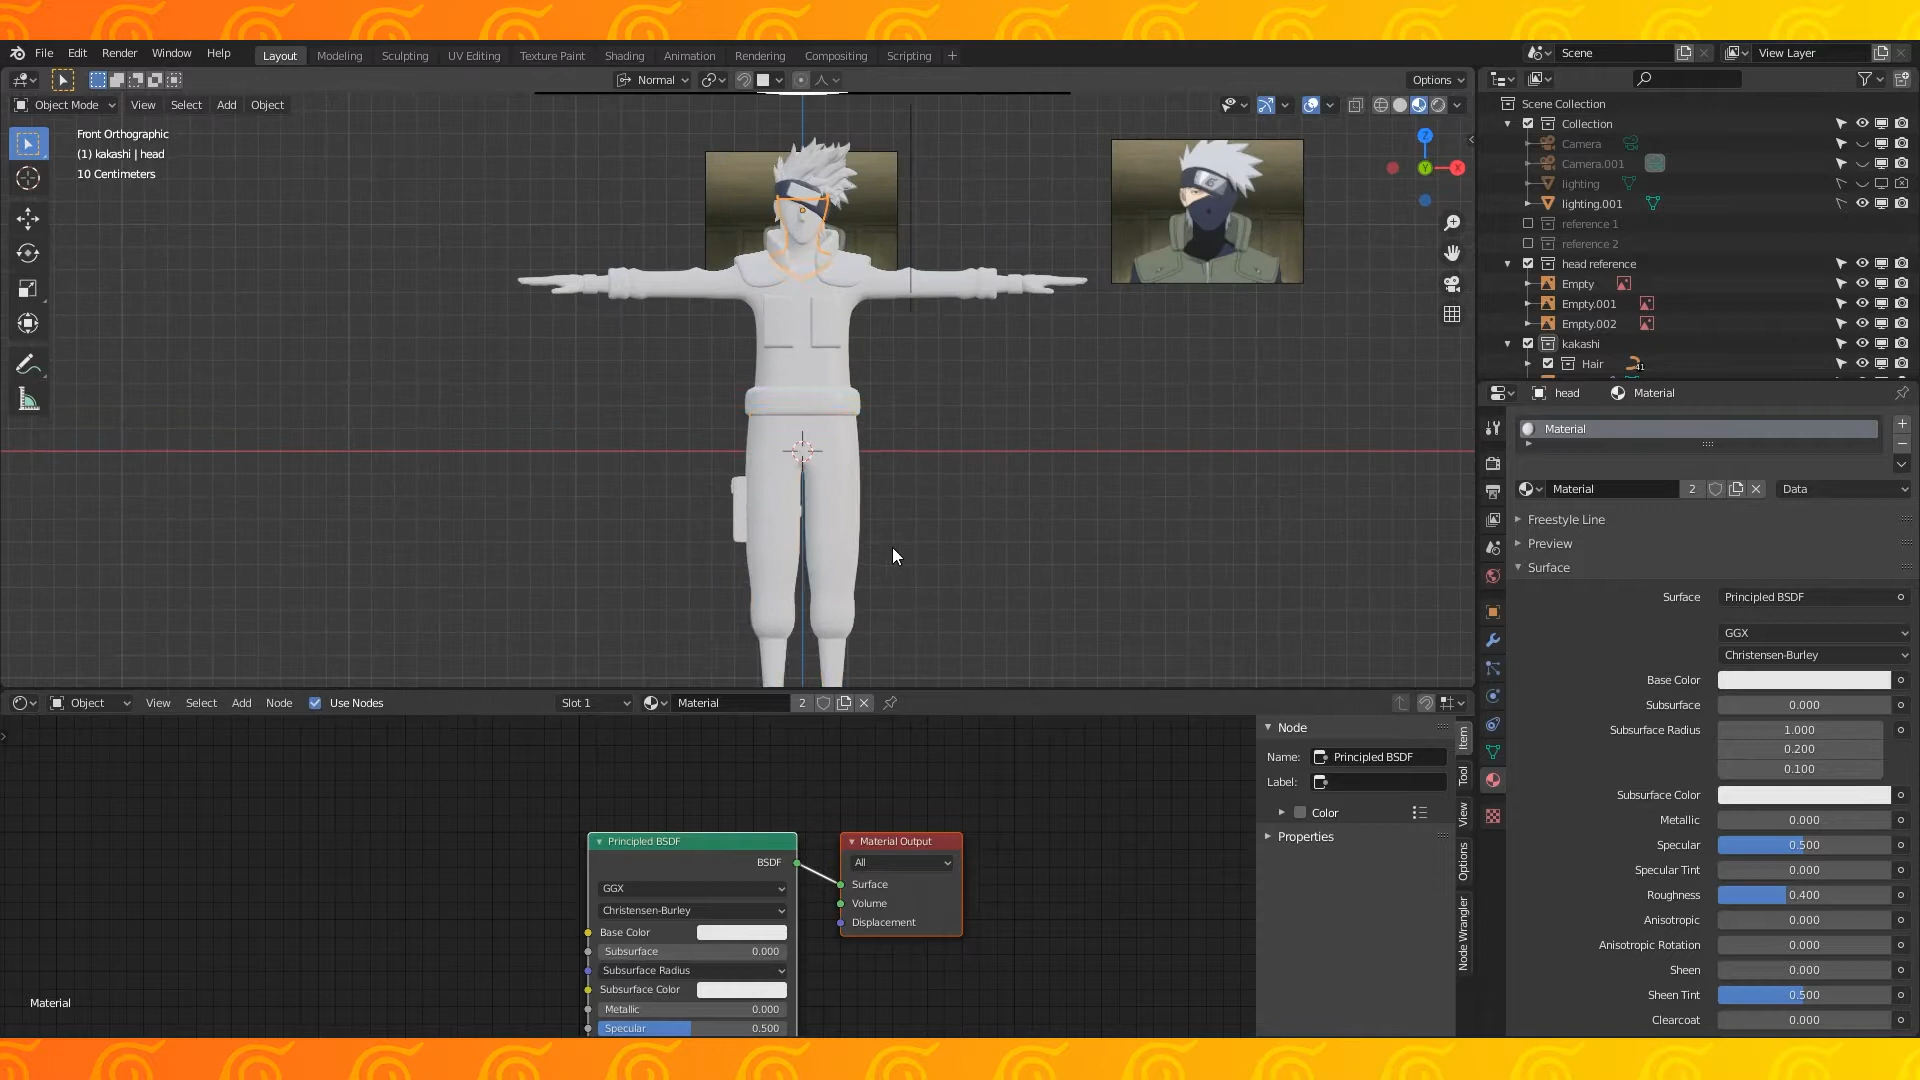 File Edit Render Window Help Layout Modeling Sculpting UV Editing Texture Paint Shading Animation Rendering Compositing Scripting + Scene View Layer
Normal Options
Object Mode View Select Add Object
Front Orthographic
(1) kakashi | head
10 Centimeters
Z
Y
X
Scene Collection
Collection
Camera
Camera.001
lighting
lighting.001
reference 1
reference 2
head reference
Empty
Empty.001
Empty.002
kakashi
Hair 41
head Material
Material
Material 2 Data
Freestyle Line
Preview
Surface
Surface Principled BSDF
GGX
Christensen-Burley
Base Color
Subsurface 0.000
Subsurface Radius 1.000
0.200
0.100
Subsurface Color
Metallic 0.000
Specular 0.500
Specular Tint 0.000
Roughness 0.400
Anisotropic 0.000
Anisotropic Rotation 0.000
Sheen 0.000
Sheen Tint 0.500
Clearcoat 0.000
Object View Select Add Node Use Nodes Slot 1 Material 2
Node
Name: Principled BSDF
Label:
Color
Properties
Item
Tool
View
Options
Node Wrangler
Principled BSDF
BSDF
GGX
Christensen-Burley
Base Color
Subsurface 0.000
Subsurface Radius
Subsurface Color
Metallic 0.000
Specular 0.500
Material Output
All
Surface
Volume
Displacement
Material